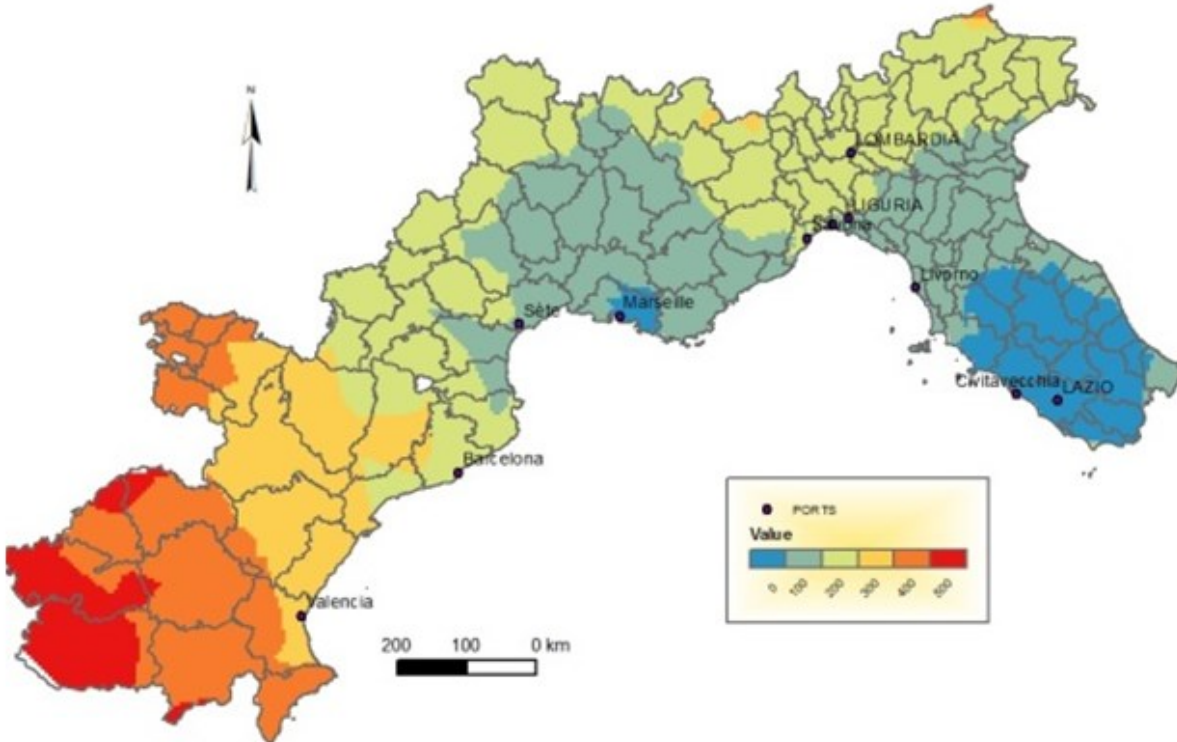 N
LOMBARDIA
LIGURIA
Livorno
Sète
Marseille
Civitavecchia
LAZIO
Barcelona
PORTS
Value
0 100 200 300 400 500
Valencia
200 100 0 km